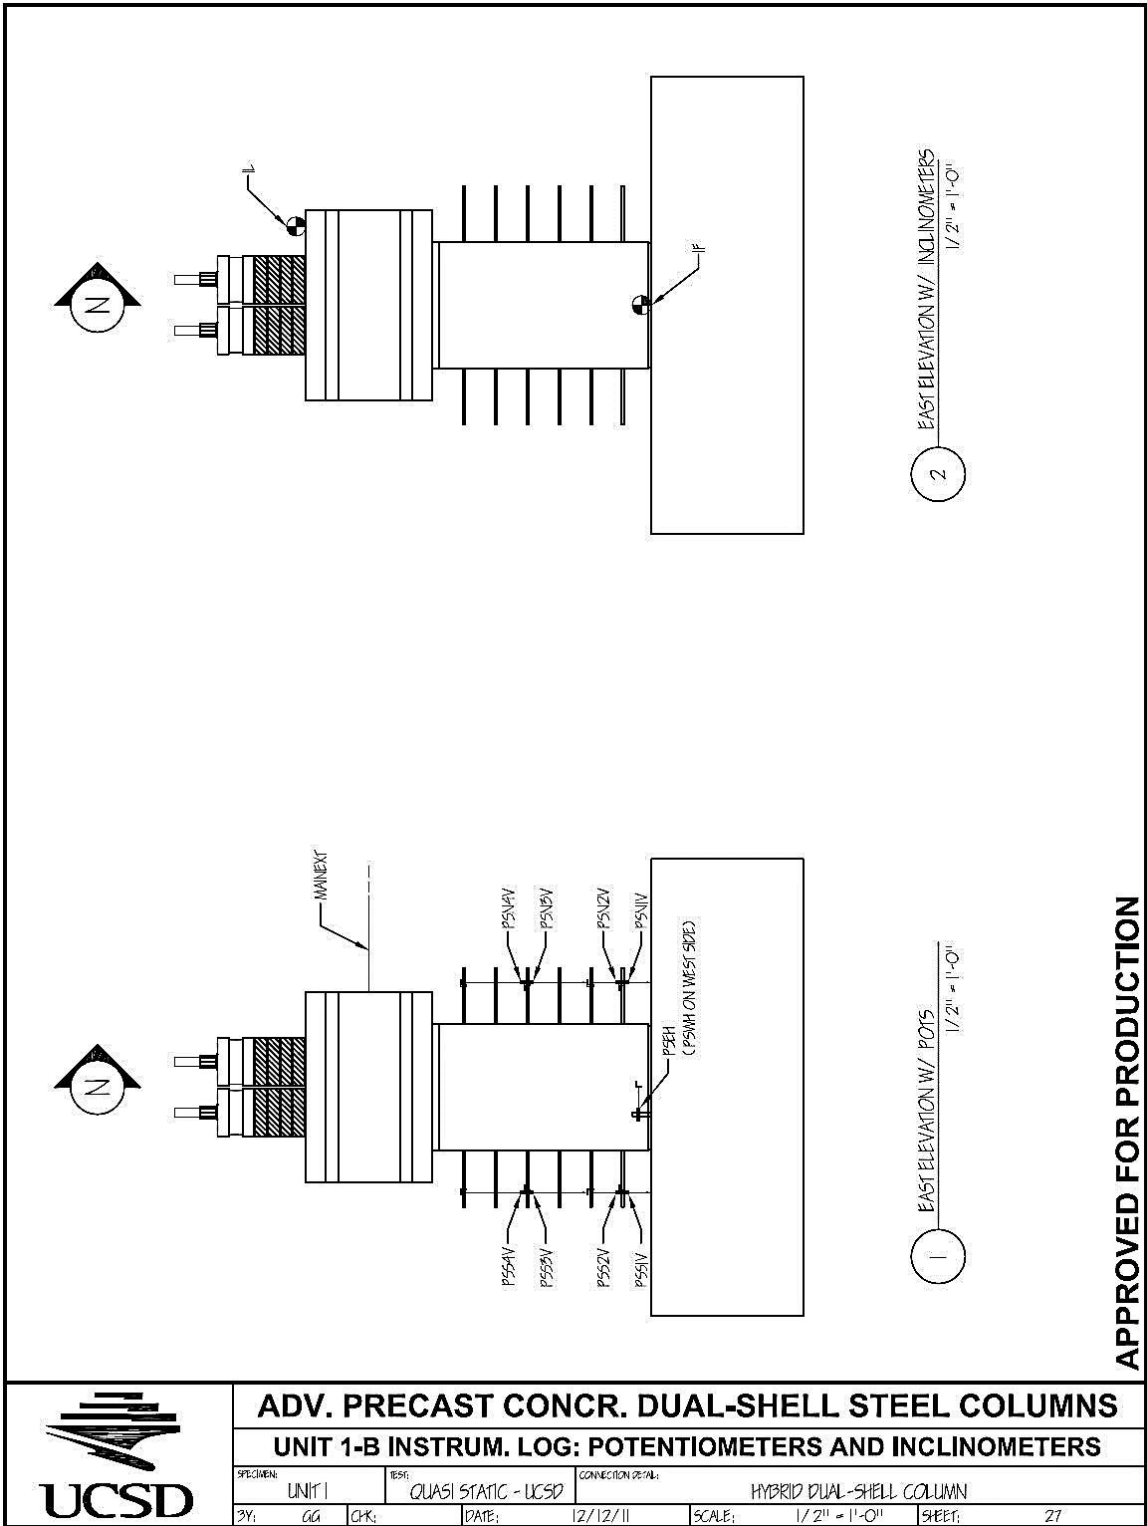 IL
N
IF
EAST ELEVATION W/ INCLINOMETERS
1/2" = 1'-0"
2
MAINEXT
N
PSN4V
PSN3V
PSN2V
PSN1V
PSEH
(PSWH ON WEST SIDE)
PSS4V
PSS3V
PSS2V
PSS1V
EAST ELEVATION W/ POTS
1/2" = 1'-0"
1
APPROVED FOR PRODUCTION
UCSD
ADV. PRECAST CONCR. DUAL-SHELL STEEL COLUMNS
UNIT 1-B INSTRUM. LOG: POTENTIOMETERS AND INCLINOMETERS
SPECIMEN: UNIT 1 TEST: QUASI STATIC - UCSD CONNECTION DETAIL: HYBRID DUAL-SHELL COLUMN
BY: GG CHK: DATE: 12/12/11 SCALE: 1/2" = 1'-0" SHEET: 27